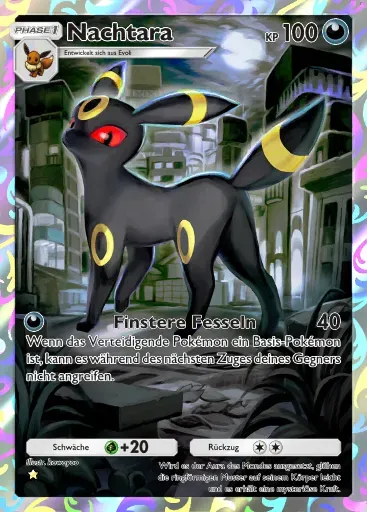 PHASE 1
Nachtara
KP 100
Entwickelt sich aus Evoli
Finstere Fesseln 40
Wenn das Verteidigende Pokémon ein Basis-Pokémon
ist, kann es während des nächsten Zuges deines Gegners
nicht angreifen.
Schwäche +20 Rückzug
Illustr. kawayoo
Wird es der Aura des Mondes ausgesetzt, glühen
die ringförmigen Muster auf seinem Körper leicht
und es erhält eine mysteriöse Kraft.